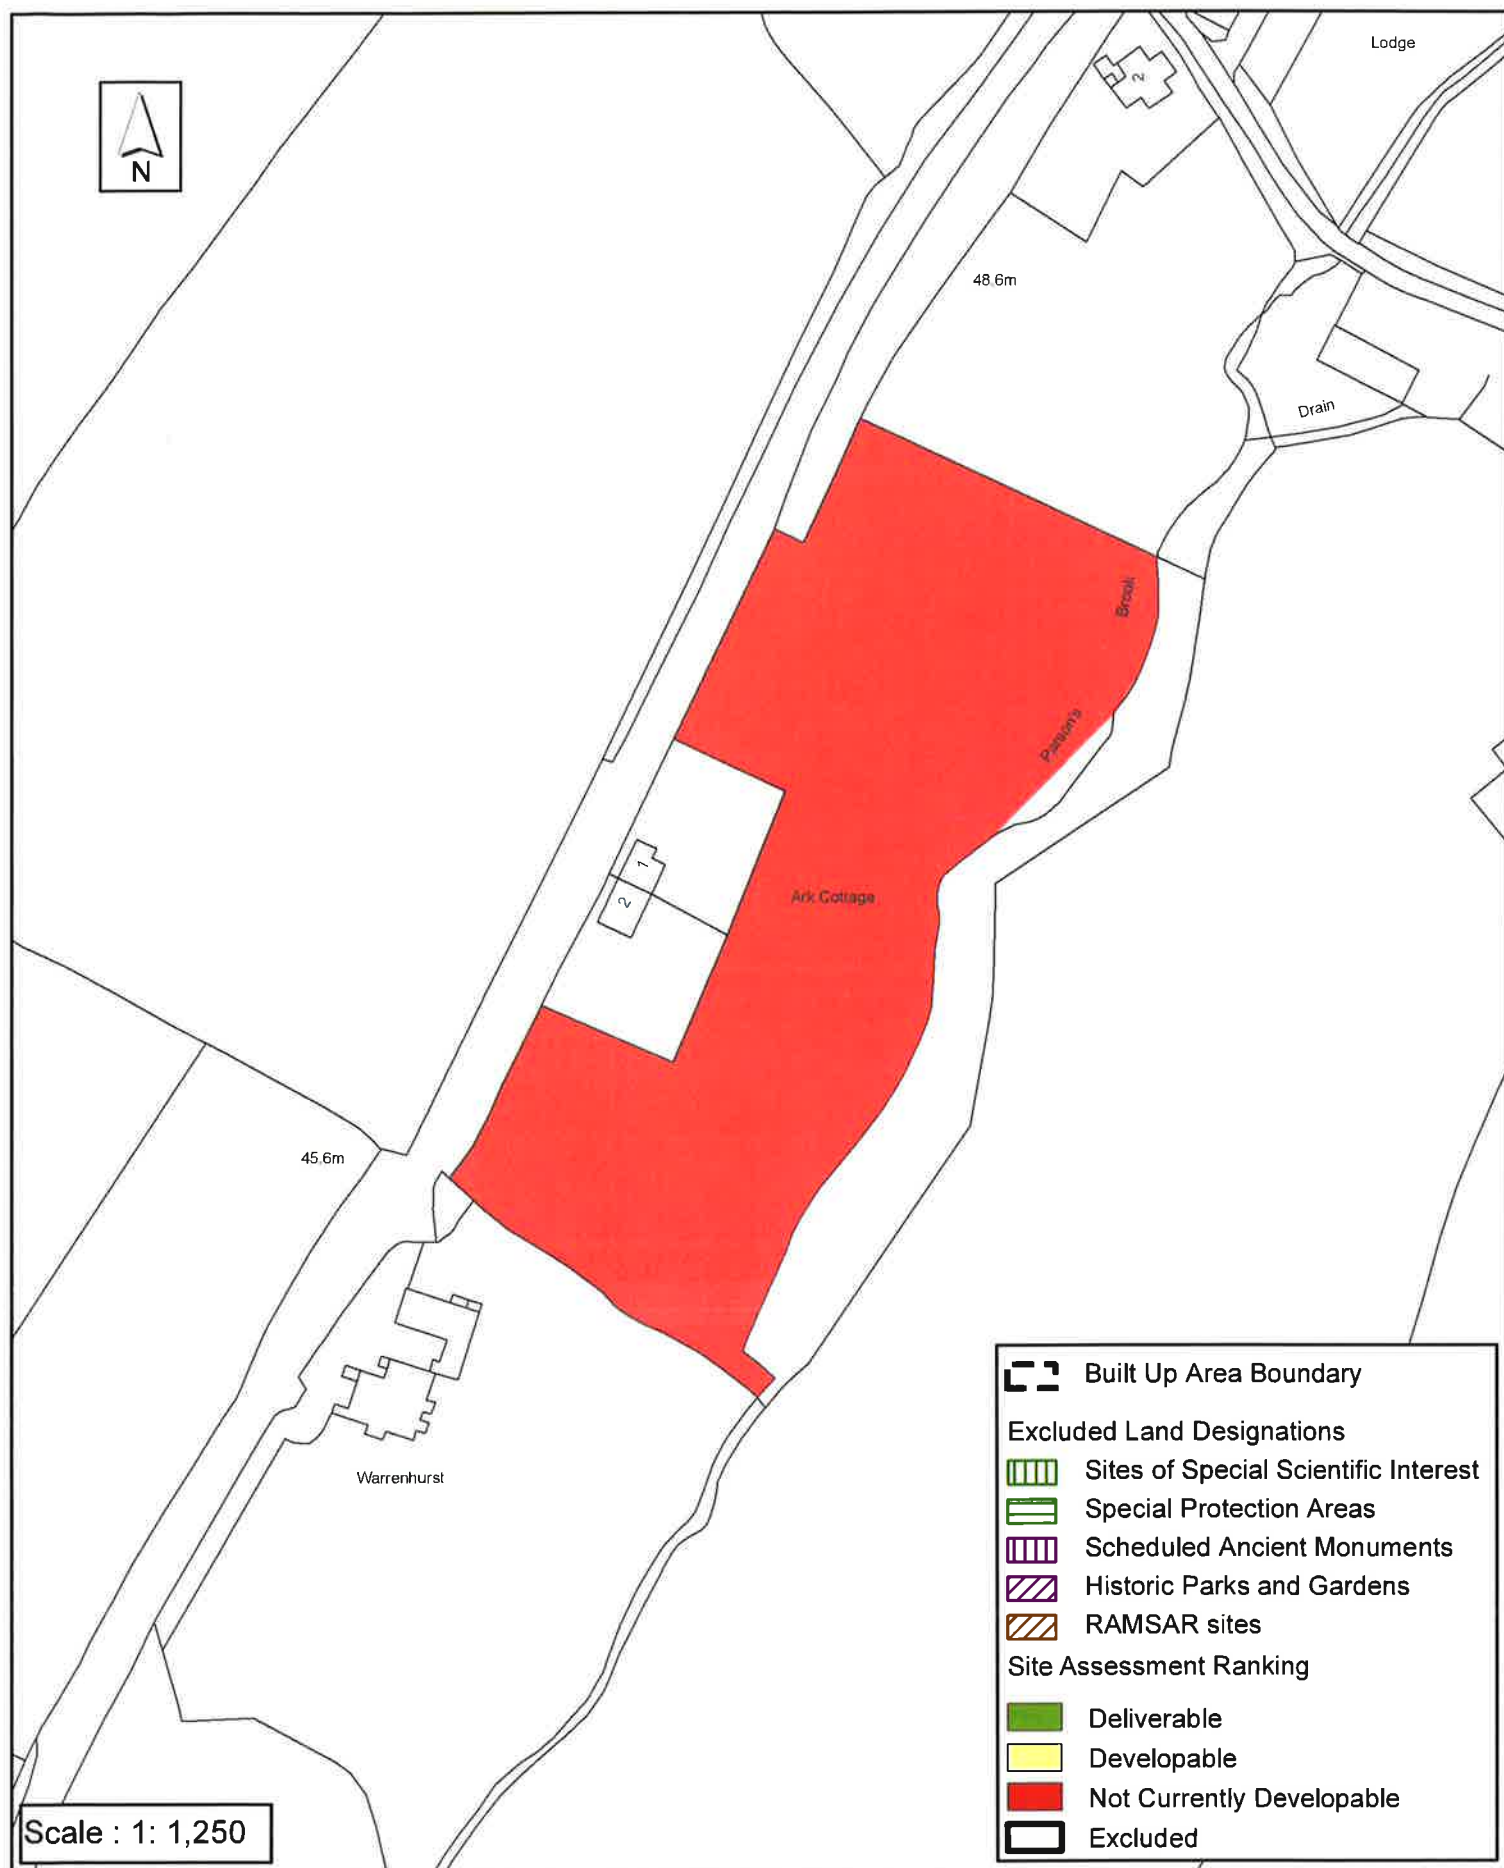 Lodge
2
N
48.6m
Drain
Brook
Parson's
1
2
Ark Cottage
45.6m
Warrenhurst
Built Up Area Boundary
Excluded Land Designations
Sites of Special Scientific Interest
Special Protection Areas
Scheduled Ancient Monuments
Historic Parks and Gardens
RAMSAR sites
Site Assessment Ranking
Deliverable
Developable
Not Currently Developable
Excluded
Scale : 1: 1,250